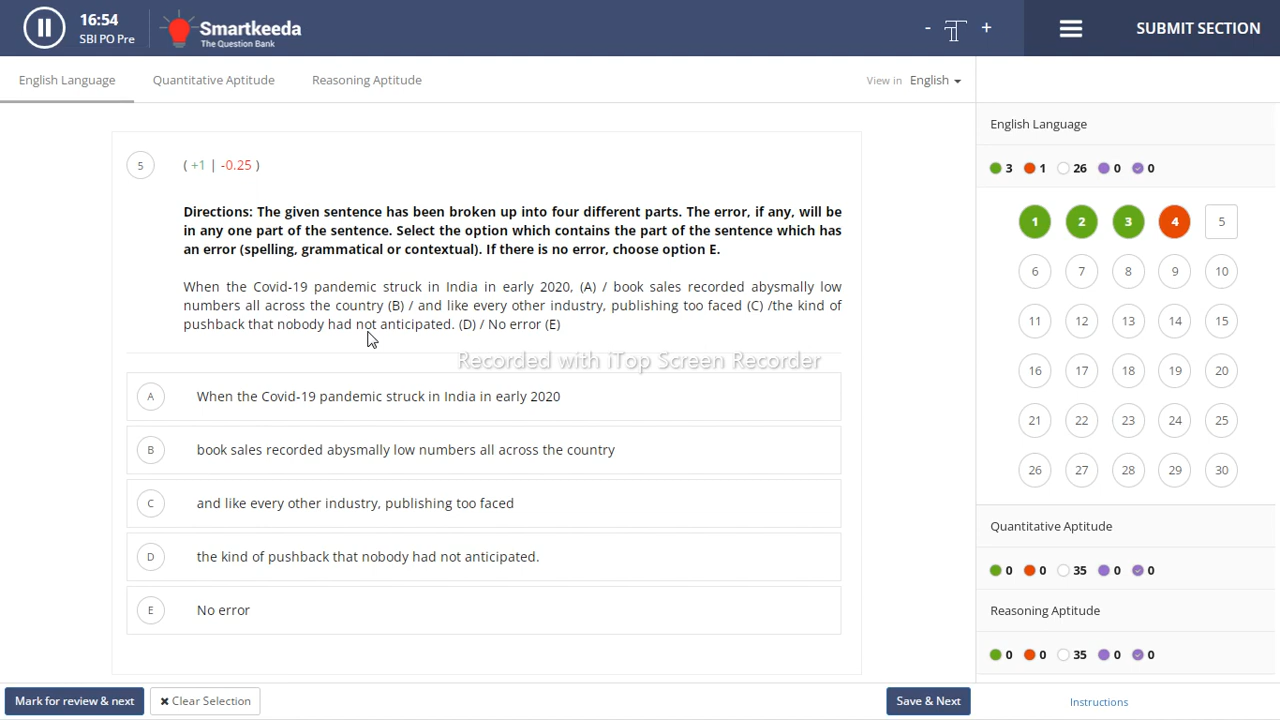 16:54
SBI PO Pre
Smartkeeda
The Question Bank
- T +
SUBMIT SECTION
English Language
Quantitative Aptitude
Reasoning Aptitude
View in English
5
( +1 | -0.25 )
Directions: The given sentence has been broken up into four different parts. The error, if any, will be
in any one part of the sentence. Select the option which contains the part of the sentence which has
an error (spelling, grammatical or contextual). If there is no error, choose option E.
When the Covid-19 pandemic struck in India in early 2020, (A) / book sales recorded abysmally low
numbers all across the country (B) / and like every other industry, publishing too faced (C) /the kind of
pushback that nobody had not anticipated. (D) / No error (E)
Recorded with iTop Screen Recorder
A When the Covid-19 pandemic struck in India in early 2020
B book sales recorded abysmally low numbers all across the country
C and like every other industry, publishing too faced
D the kind of pushback that nobody had not anticipated.
E No error
Mark for review & next
Clear Selection
Save & Next
English Language
3 1 26 0 0
1 2 3 4 5
6 7 8 9 10
11 12 13 14 15
16 17 18 19 20
21 22 23 24 25
26 27 28 29 30
Quantitative Aptitude
0 0 35 0 0
Reasoning Aptitude
0 0 35 0 0
Instructions